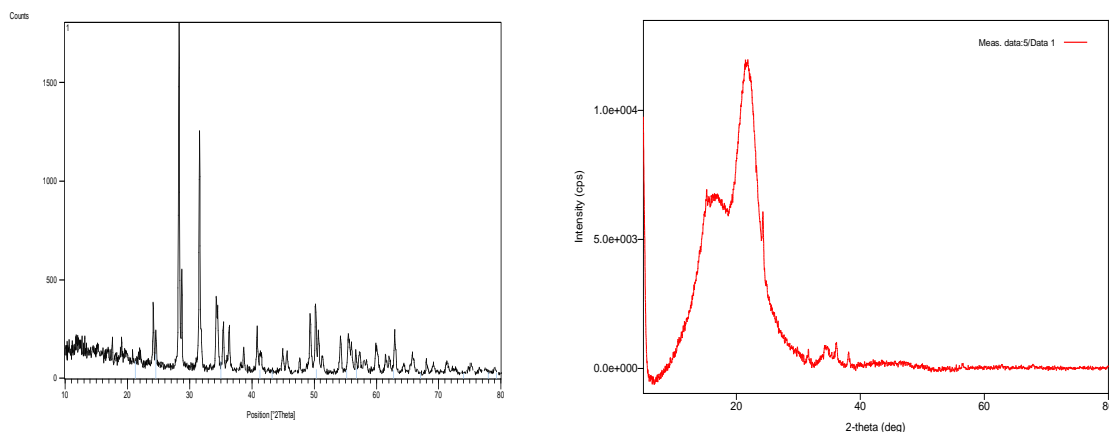 Counts
1
1500
1000
500
0
10 20 30 40 50 60 70 80
Position [°2Theta]
Meas. data:5/Data 1
1.0e+004
5.0e+003
0.0e+000
Intensity (cps)
20 40 60 80
2-theta (deg)